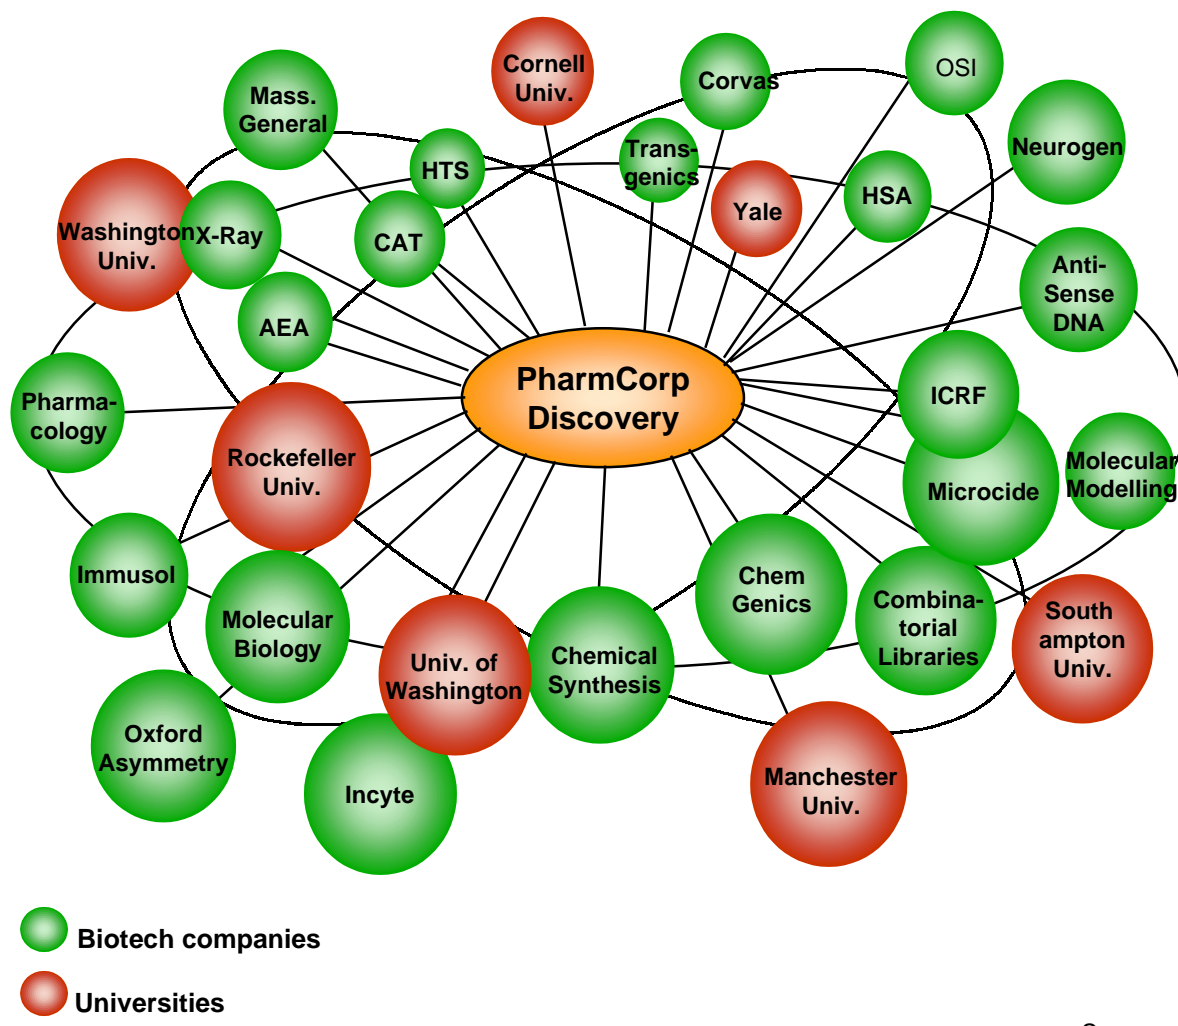 Cornell
Univ.
Corvas
OSI
Mass.
General
Neurogen
HTS
Trans-
genics
HSA
Yale
Washington
Univ.
X-Ray
CAT
Anti-
Sense
DNA
AEA
PharmCorp
Discovery
ICRF
Pharma-
cology
Rockefeller
Univ.
Microcide
Molecular
Modelling
Immusol
Molecular
Biology
Univ. of
Washington
Chemical
Synthesis
Chem
Genics
Combina-
torial
Libraries
South
ampton
Univ.
Oxford
Asymmetry
Incyte
Manchester
Univ.
Biotech companies
Universities